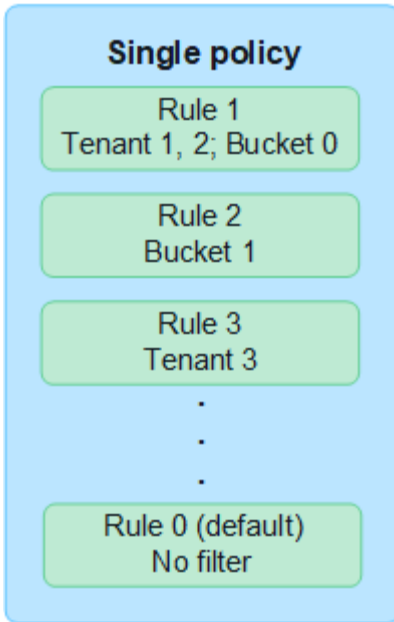 Single policy
Rule 1
Tenant 1, 2; Bucket 0
Rule 2
Bucket 1
Rule 3
Tenant 3
.
.
.
Rule 0 (default)
No filter